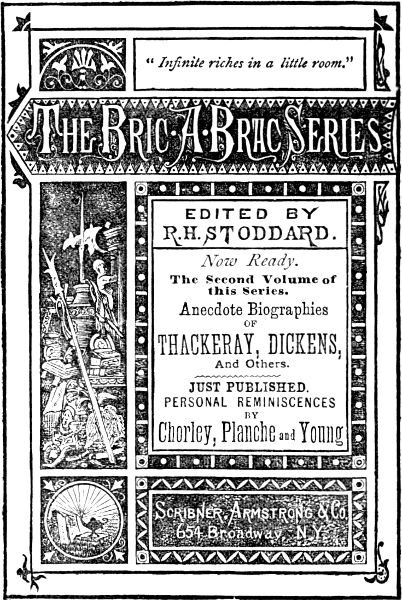 "Infinite riches in a little room."
THE BRIC·A·BRAC SERIES
EDITED BY
R.H. STODDARD.
Now Ready.
The Second Volume of
this Series.
Anecdote Biographies
OF
THACKERAY, DICKENS,
And Others.
JUST PUBLISHED.
PERSONAL REMINISCENCES
BY
Chorley, Planche and Young
SCRIBNER, ARMSTRONG & Co.
654 Broadway, N.Y.